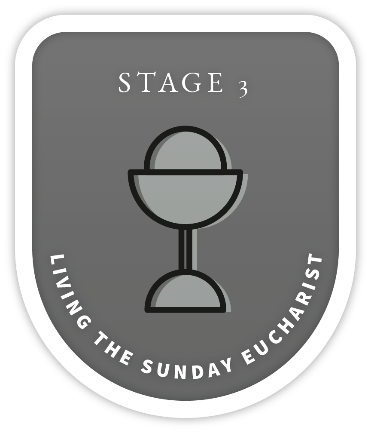 STAGE 3
LIVING THE SUNDAY EUCHARIST